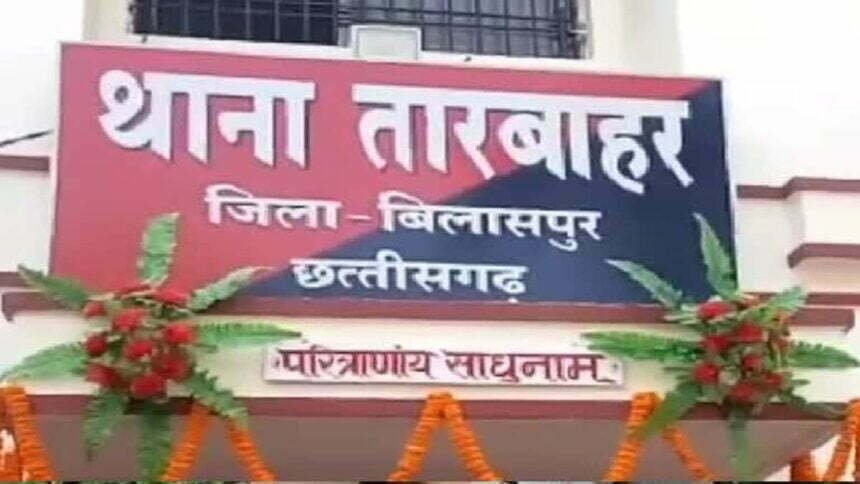 थाना तारबाहर
जिला - बिलासपुर
छत्तीसगढ़
परित्राणाय साधुनाम्